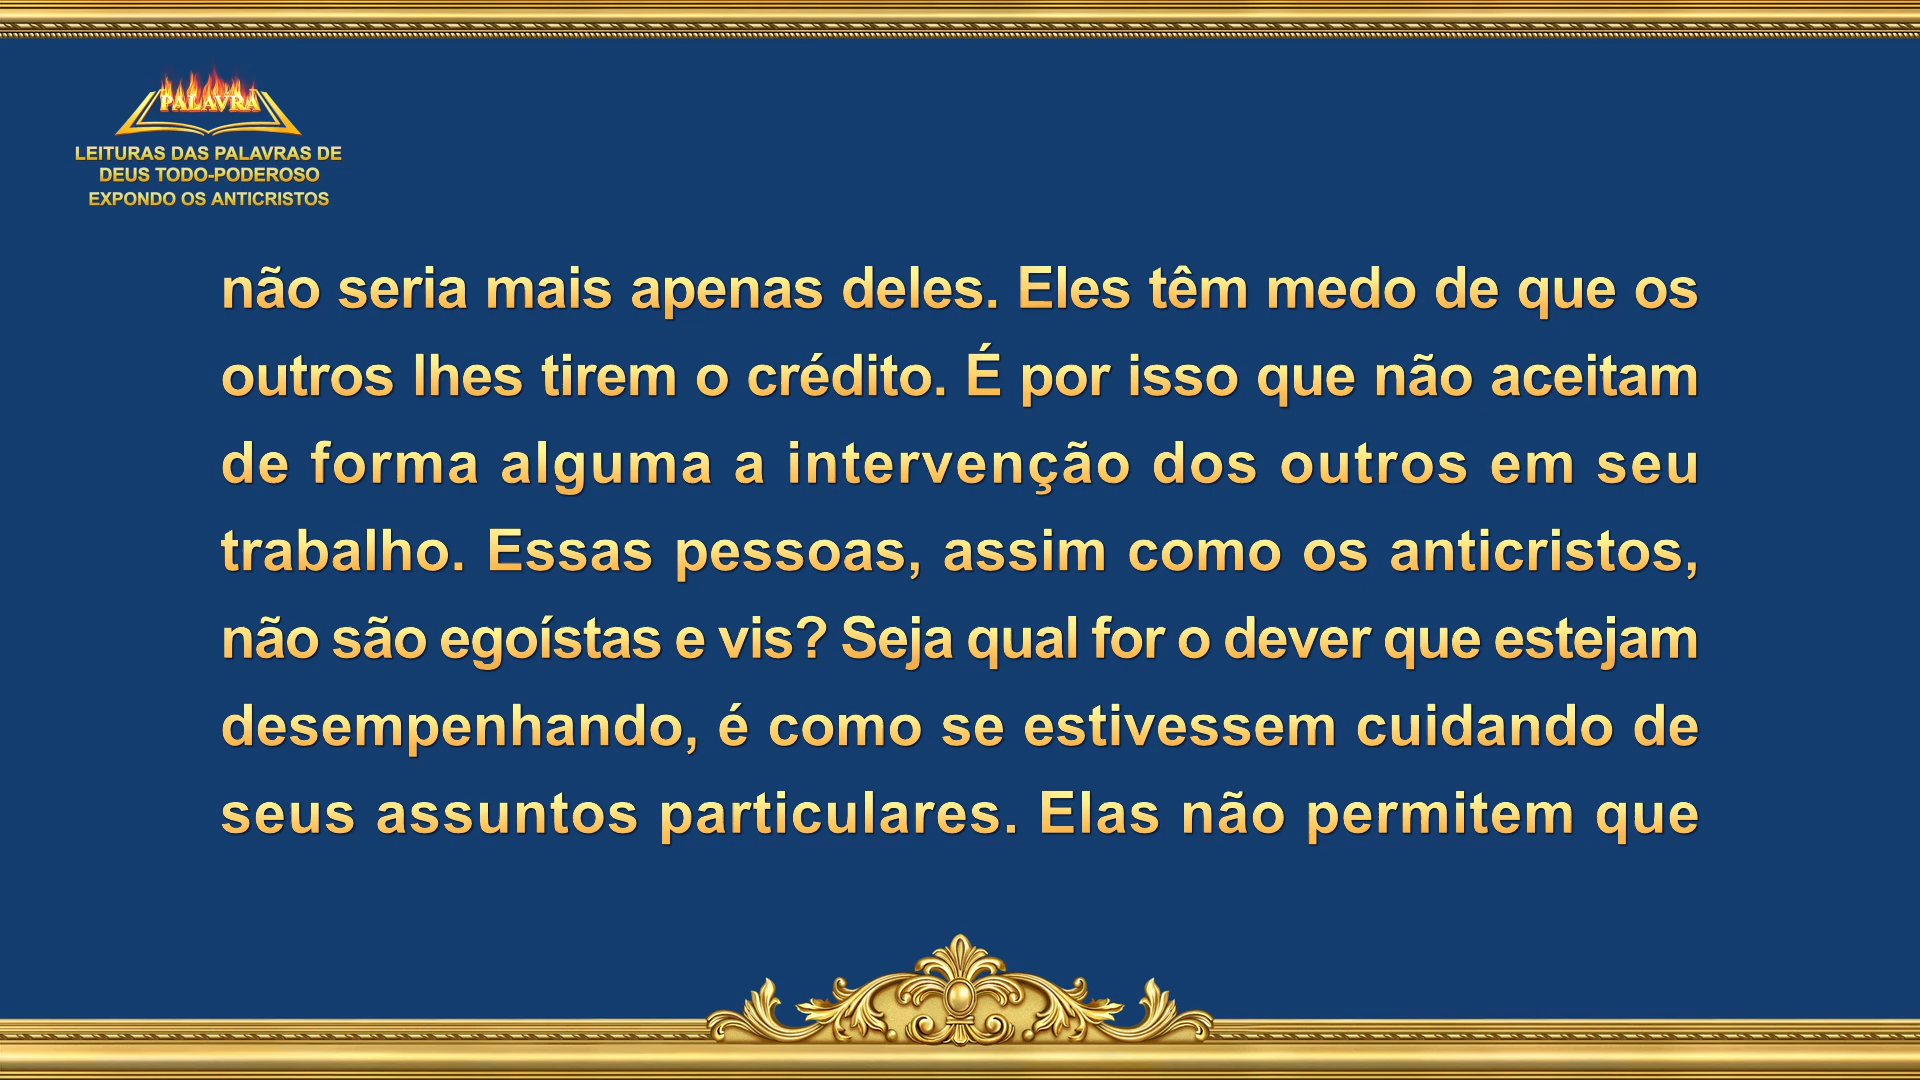 PALAVRA
LEITURAS DAS PALAVRAS DE
DEUS TODO-PODEROSO
EXPONDO OS ANTICRISTOS
não seria mais apenas deles. Eles têm medo de que os
outros lhes tirem o crédito. É por isso que não aceitam
de forma alguma a intervenção dos outros em seu
trabalho. Essas pessoas, assim como os anticristos,
não são egoístas e vis? Seja qual for o dever que estejam
desempenhando, é como se estivessem cuidando de
seus assuntos particulares. Elas não permitem que